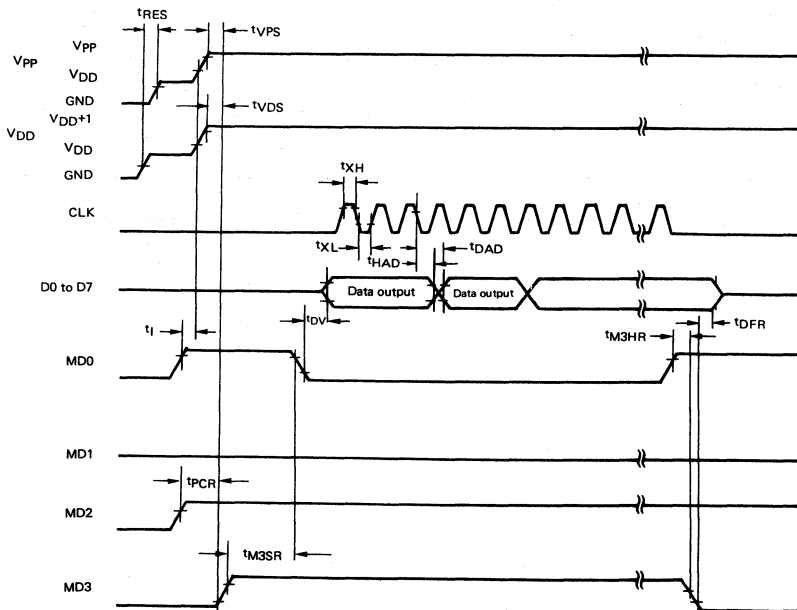 tRES
tVPS
VPP
VPP
VDD
GND
tVDS
VDD+1
VDD
VDD
GND
tXH
CLK
tXL
tHAD
tDAD
D0 to D7
Data output
Data output
tI
tDV
tM3HR
tDFR
MD0
MD1
tPCR
MD2
tM3SR
MD3